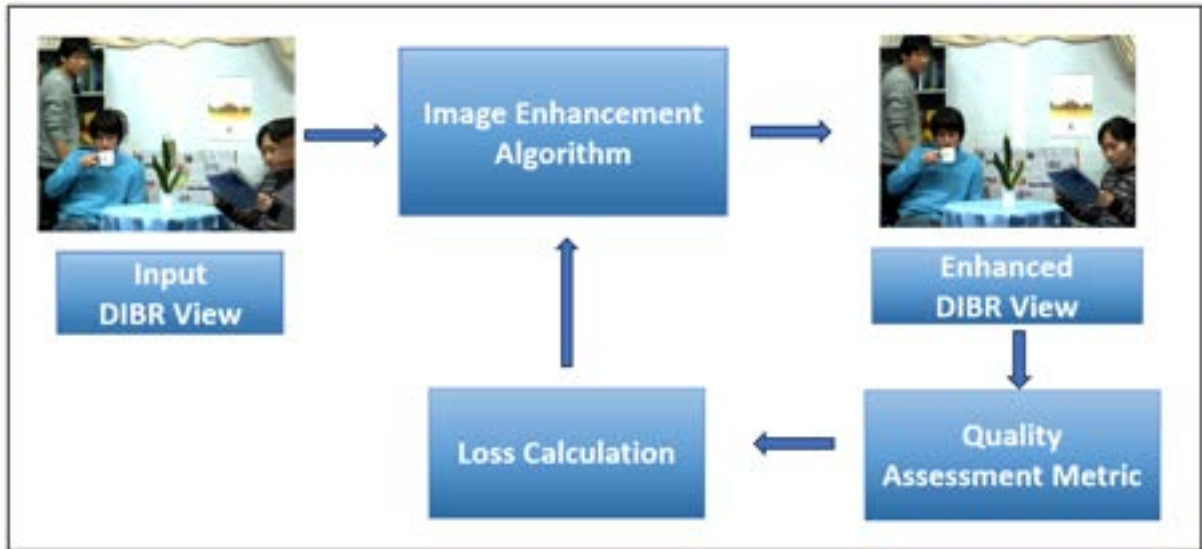 Image Enhancement
Algorithm
Input
DIBR View
Enhanced
DIBR View
Loss Calculation
Quality
Assessment Metric